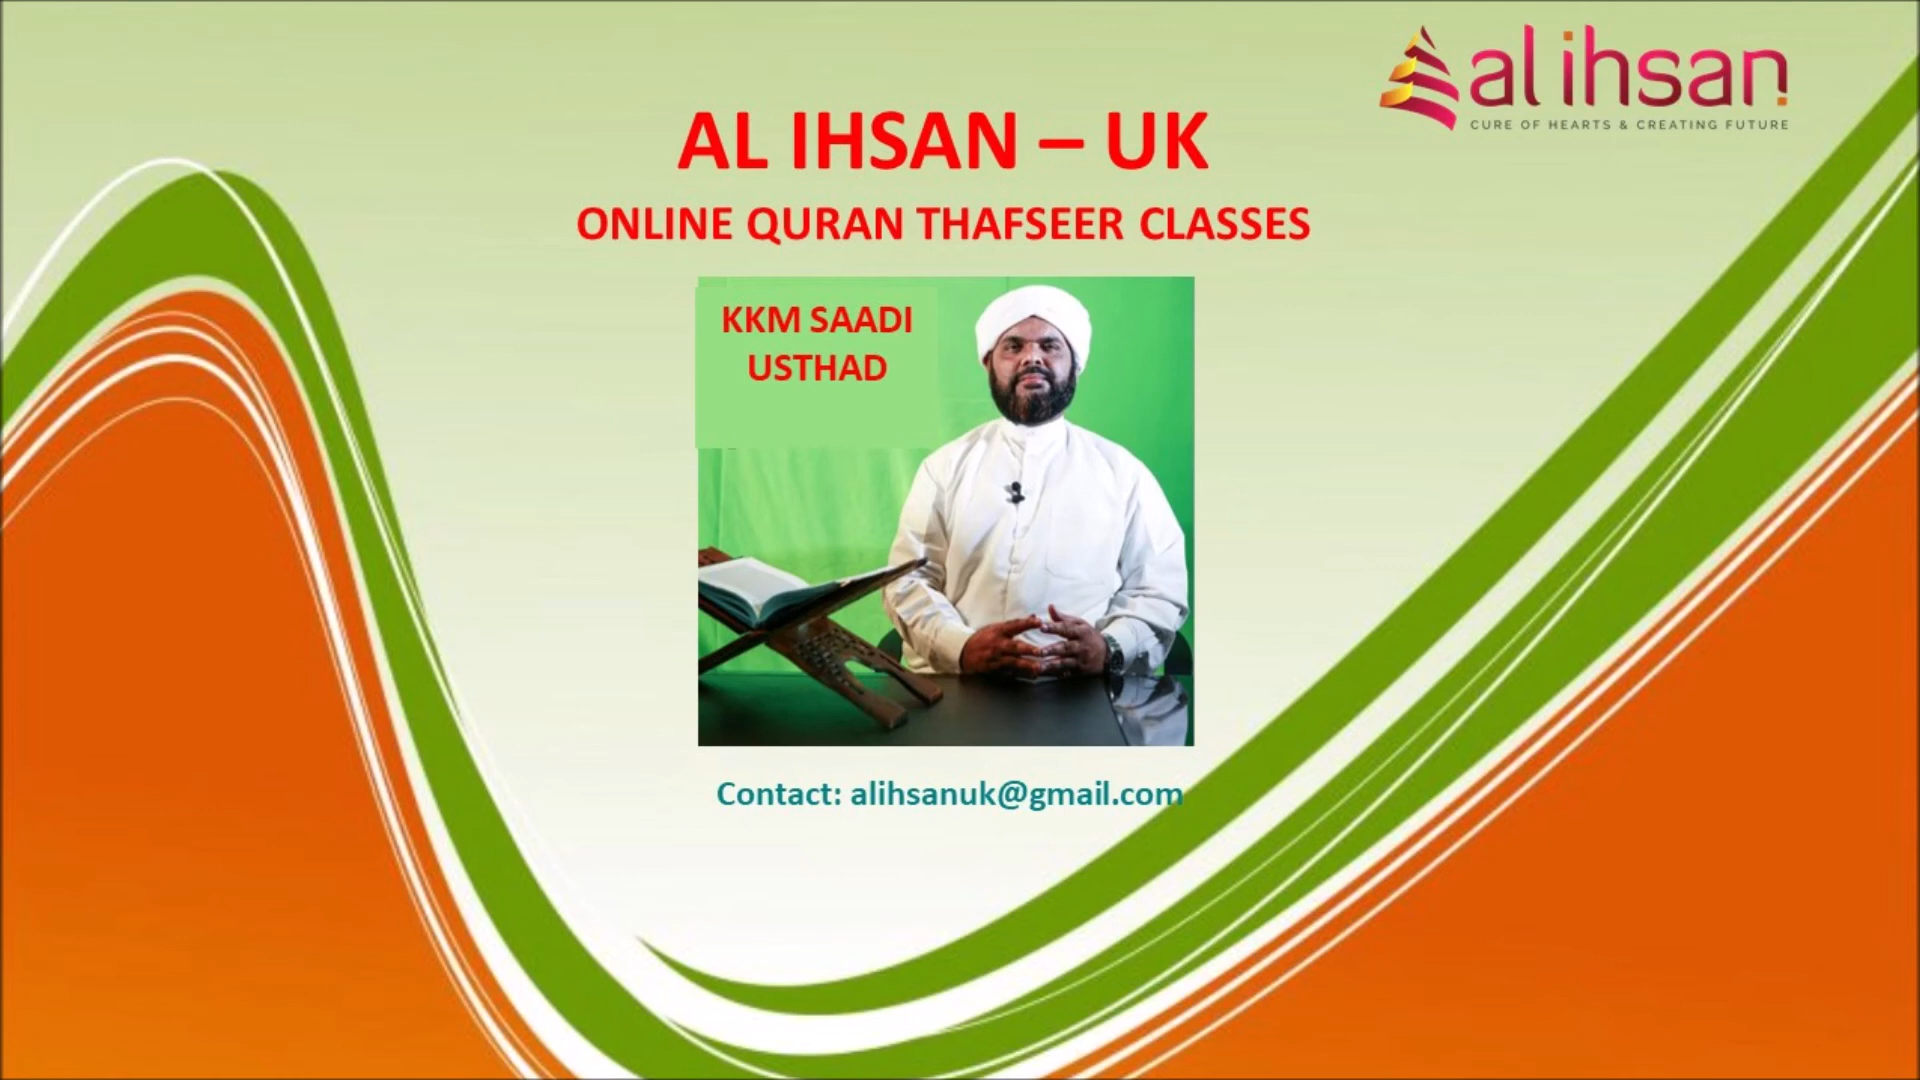 al ihsan
CURE OF HEARTS & CREATING FUTURE
AL IHSAN – UK
ONLINE QURAN THAFSEER CLASSES
KKM SAADI
USTHAD
Contact: alihsanuk@gmail.com